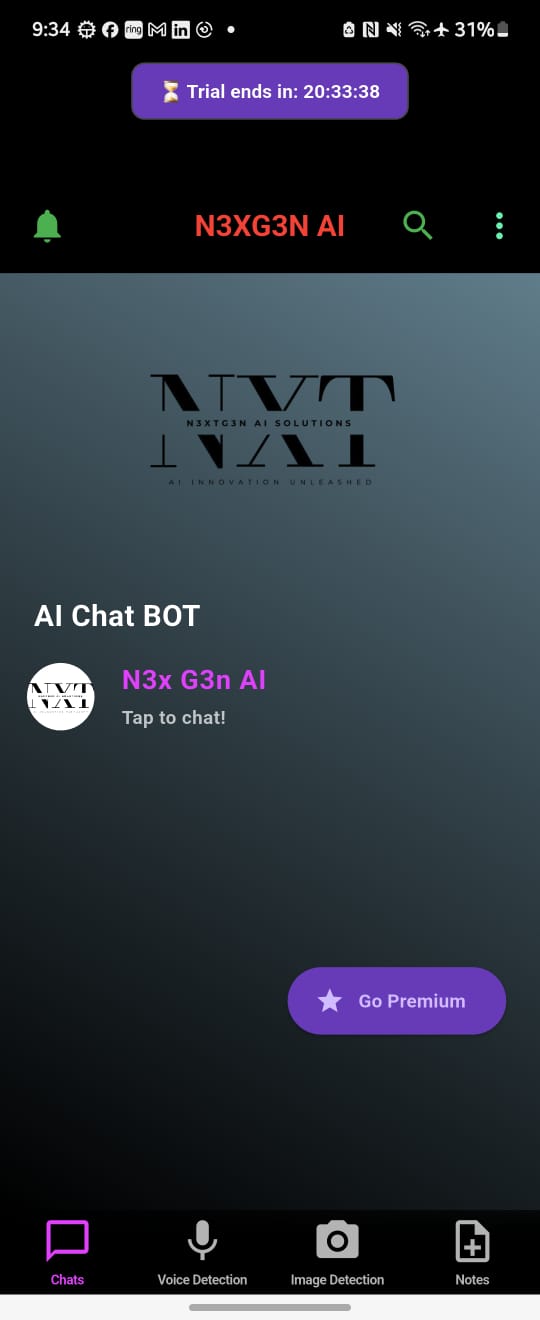 9:34
ring
31%
⏳ Trial ends in: 20:33:38
N3XG3N AI
NXT
N3XTG3N AI SOLUTIONS
AI INNOVATION UNLEASHED
AI Chat BOT
NXT
N3x G3n AI
Tap to chat!
Go Premium
Chats
Voice Detection
Image Detection
Notes